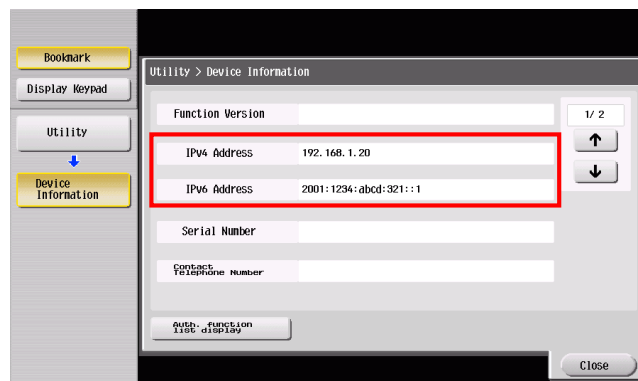 Bookmark
Display Keypad
Utility
Device
Information
Utility > Device Information
Function Version
IPv4 Address 192.168.1.20
IPv6 Address 2001:1234:abcd:321::1
Serial Number
Contact
Telephone Number
Auth. function
list display
1/ 2
Close